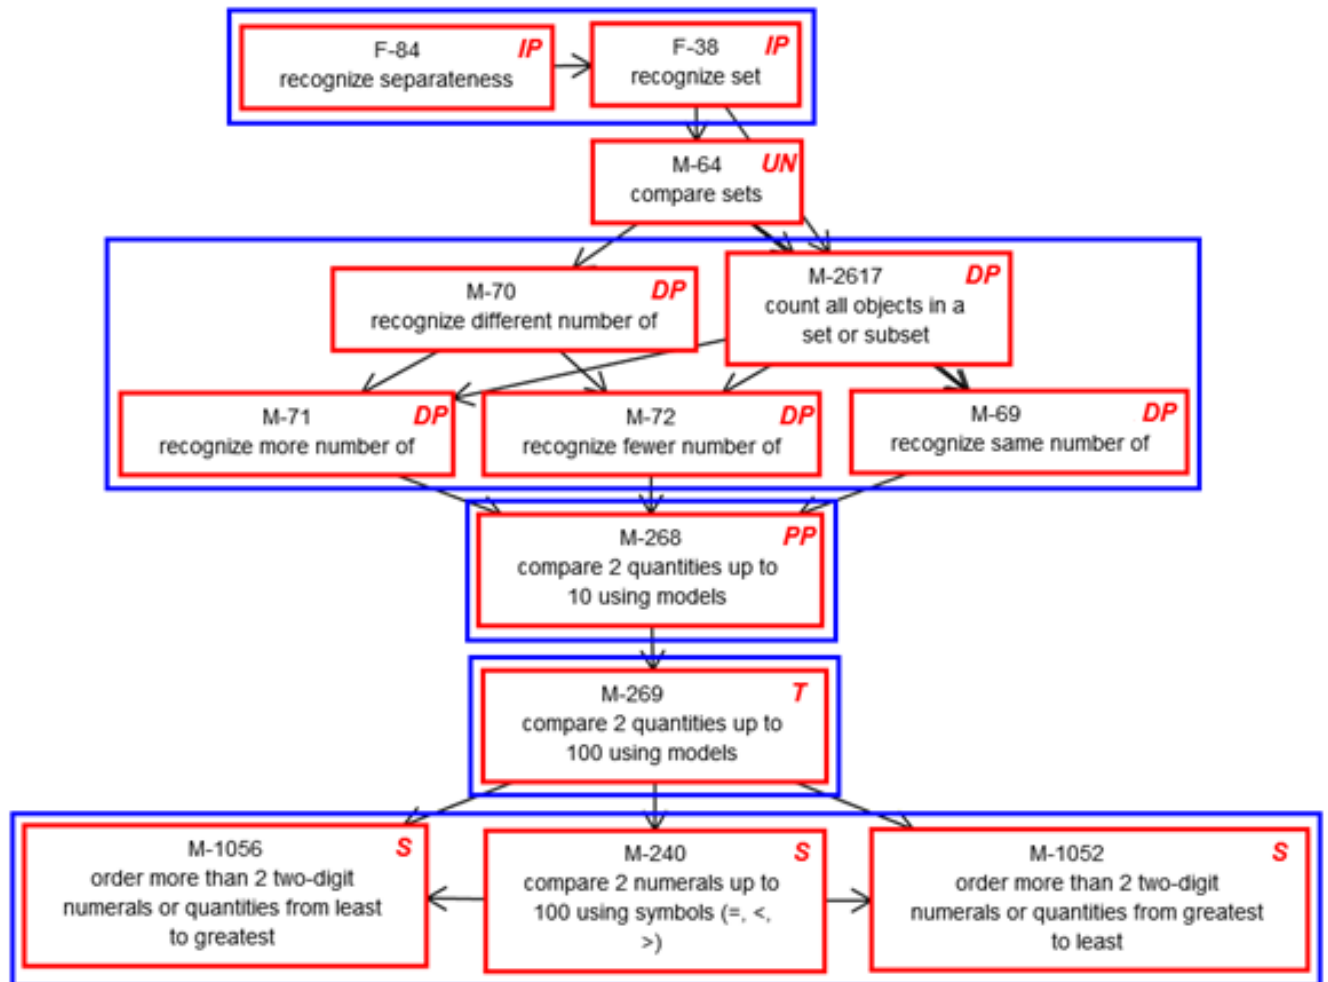 F-84 IP
recognize separateness
F-38 IP
recognize set
M-64 UN
compare sets
M-70 DP
recognize different number of
M-2617 DP
count all objects in a
set or subset
M-71 DP
recognize more number of
M-72 DP
recognize fewer number of
M-69 DP
recognize same number of
M-268 PP
compare 2 quantities up to
10 using models
M-269 T
compare 2 quantities up to
100 using models
M-1056 S
order more than 2 two-digit
numerals or quantities from least
to greatest
M-240 S
compare 2 numerals up to
100 using symbols (=, <,
>)
M-1052 S
order more than 2 two-digit
numerals or quantities from greatest
to least